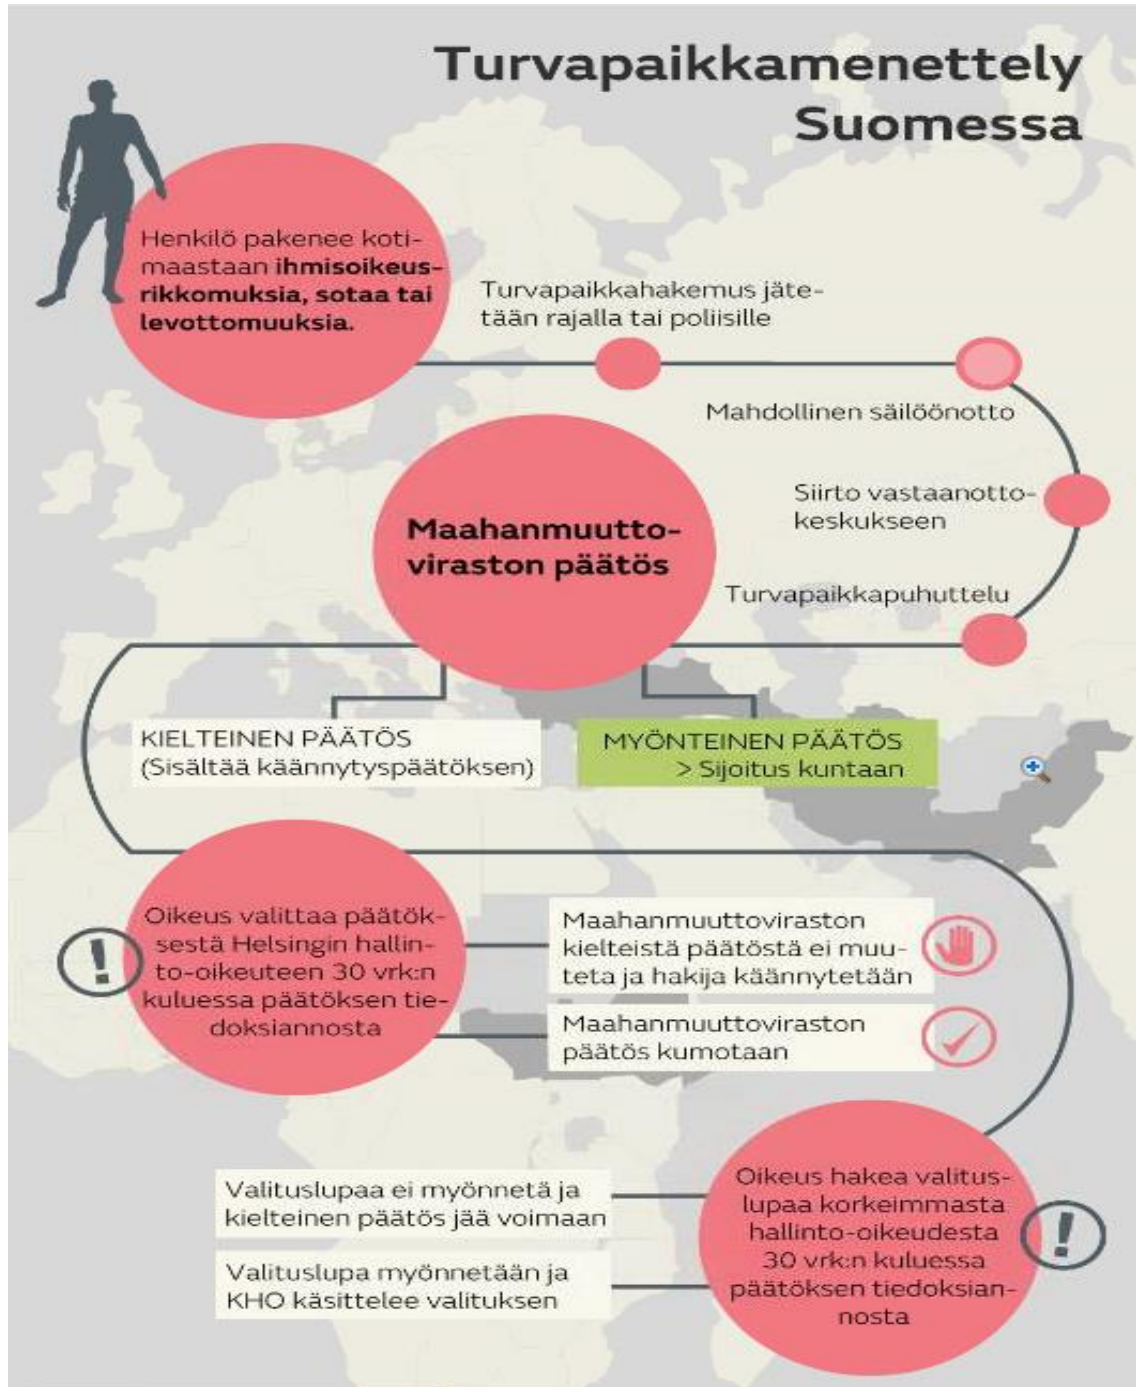 Turvapaikkamenettely
Suomessa
Henkilö pakenee koti-
maastaan ihmisoikeus-
rikkomuksia, sotaa tai
levottomuuksia.
Turvapaikkahakemus jäte-
tään rajalla tai poliisille
Mahdollinen säilöönotto
Siirto vastaanotto-
keskukseen
Turvapaikkapuhuttelu
Maahanmuutto-
viraston päätös
KIELTEINEN PÄÄTÖS
(Sisältää käännytyspäätöksen)
MYÖNTEINEN PÄÄTÖS
> Sijoitus kuntaan
Oikeus valittaa päätök-
sestä Helsingin hallin-
to-oikeuteen 30 vrk:n
kuluessa päätöksen tie-
doksiannosta
!
Maahanmuuttoviraston
kielteistä päätöstä ei muu-
teta ja hakija käännytetään
Maahanmuuttoviraston
päätös kumotaan
Oikeus hakea valitus-
lupaa korkeimmasta
hallinto-oikeudesta
30 vrk:n kuluessa
päätöksen tiedoksian-
nosta
!
Valituslupaa ei myönnetä ja
kielteinen päätös jää voimaan
Valituslupa myönnetään ja
KHO käsittelee valituksen